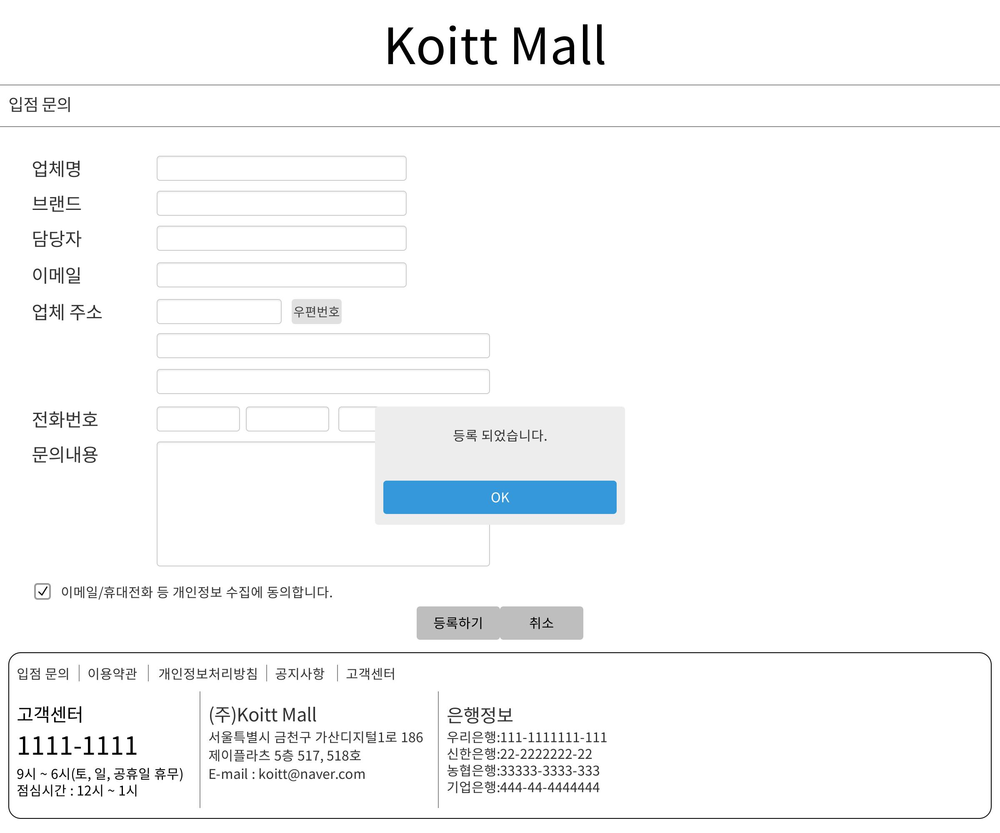 Koitt Mall
입점 문의
업체명
브랜드
담당자
이메일
업체 주소
우편번호
전화번호
등록 되었습니다.
문의내용
OK
이메일/휴대전화 등 개인정보 수집에 동의합니다.
등록하기 취소
입점 문의 이용약관 개인정보처리방침 공지사항 고객센터
고객센터
1111-1111
9시 ~ 6시(토, 일, 공휴일 휴무)
점심시간 : 12시 ~ 1시
(주)Koitt Mall
서울특별시 금천구 가산디지털1로 186
제이플라츠 5층 517, 518호
E-mail : koitt@naver.com
은행정보
우리은행:111-1111111-111
신한은행:22-2222222-22
농협은행:33333-3333-333
기업은행:444-44-4444444